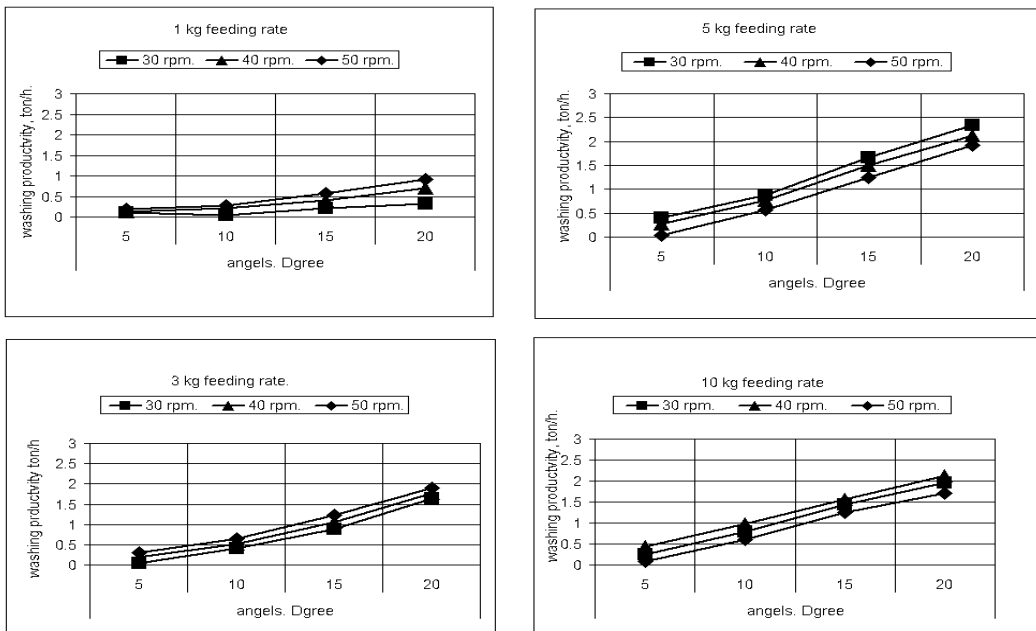 1 kg feeding rate
30 rpm. 40 rpm. 50 rpm.
washing productvity, ton/h.
3
2.5
2
1.5
1
0.5
0
5 10 15 20
angels. Dgree
5 kg feeding rate
30 rpm. 40 rpm. 50 rpm.
washing productvity, ton/h.
3
2.5
2
1.5
1
0.5
0
5 10 15 20
angels. Dgree
3 kg feeding rate.
30 rpm. 40 rpm. 50 rpm.
washing productvity ton/h
3
2.5
2
1.5
1
0.5
0
5 10 15 20
angels. Dgree
10 kg feeding rate
30 rpm. 40 rpm. 50 rpm.
washing productvity, ton/h.
3
2.5
2
1.5
1
0.5
0
5 10 15 20
angels. Dgree